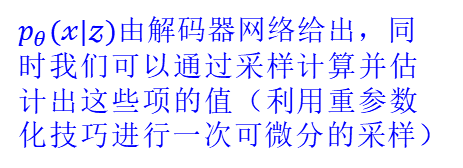 pθ(x|z)由解码器网络给出，同
时我们可以通过采样计算并估
计出这些项的值（利用重参数
化技巧进行一次可微分的采样）